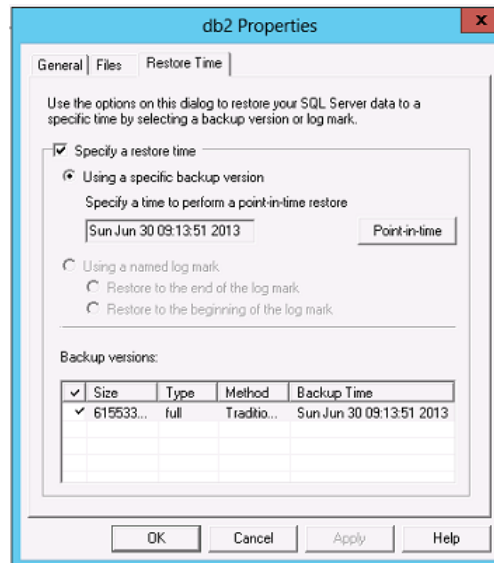 db2 Properties
x
General Files Restore Time
Use the options on this dialog to restore your SQL Server data to a
specific time by selecting a backup version or log mark.
Specify a restore time
Using a specific backup version
Specify a time to perform a point-in-time restore
Sun Jun 30 09:13:51 2013 Point-in-time
Using a named log mark
Restore to the end of the log mark
Restore to the beginning of the log mark
Backup versions:
Size Type Method Backup Time
615533... full Traditio... Sun Jun 30 09:13:51 2013
OK Cancel Apply Help